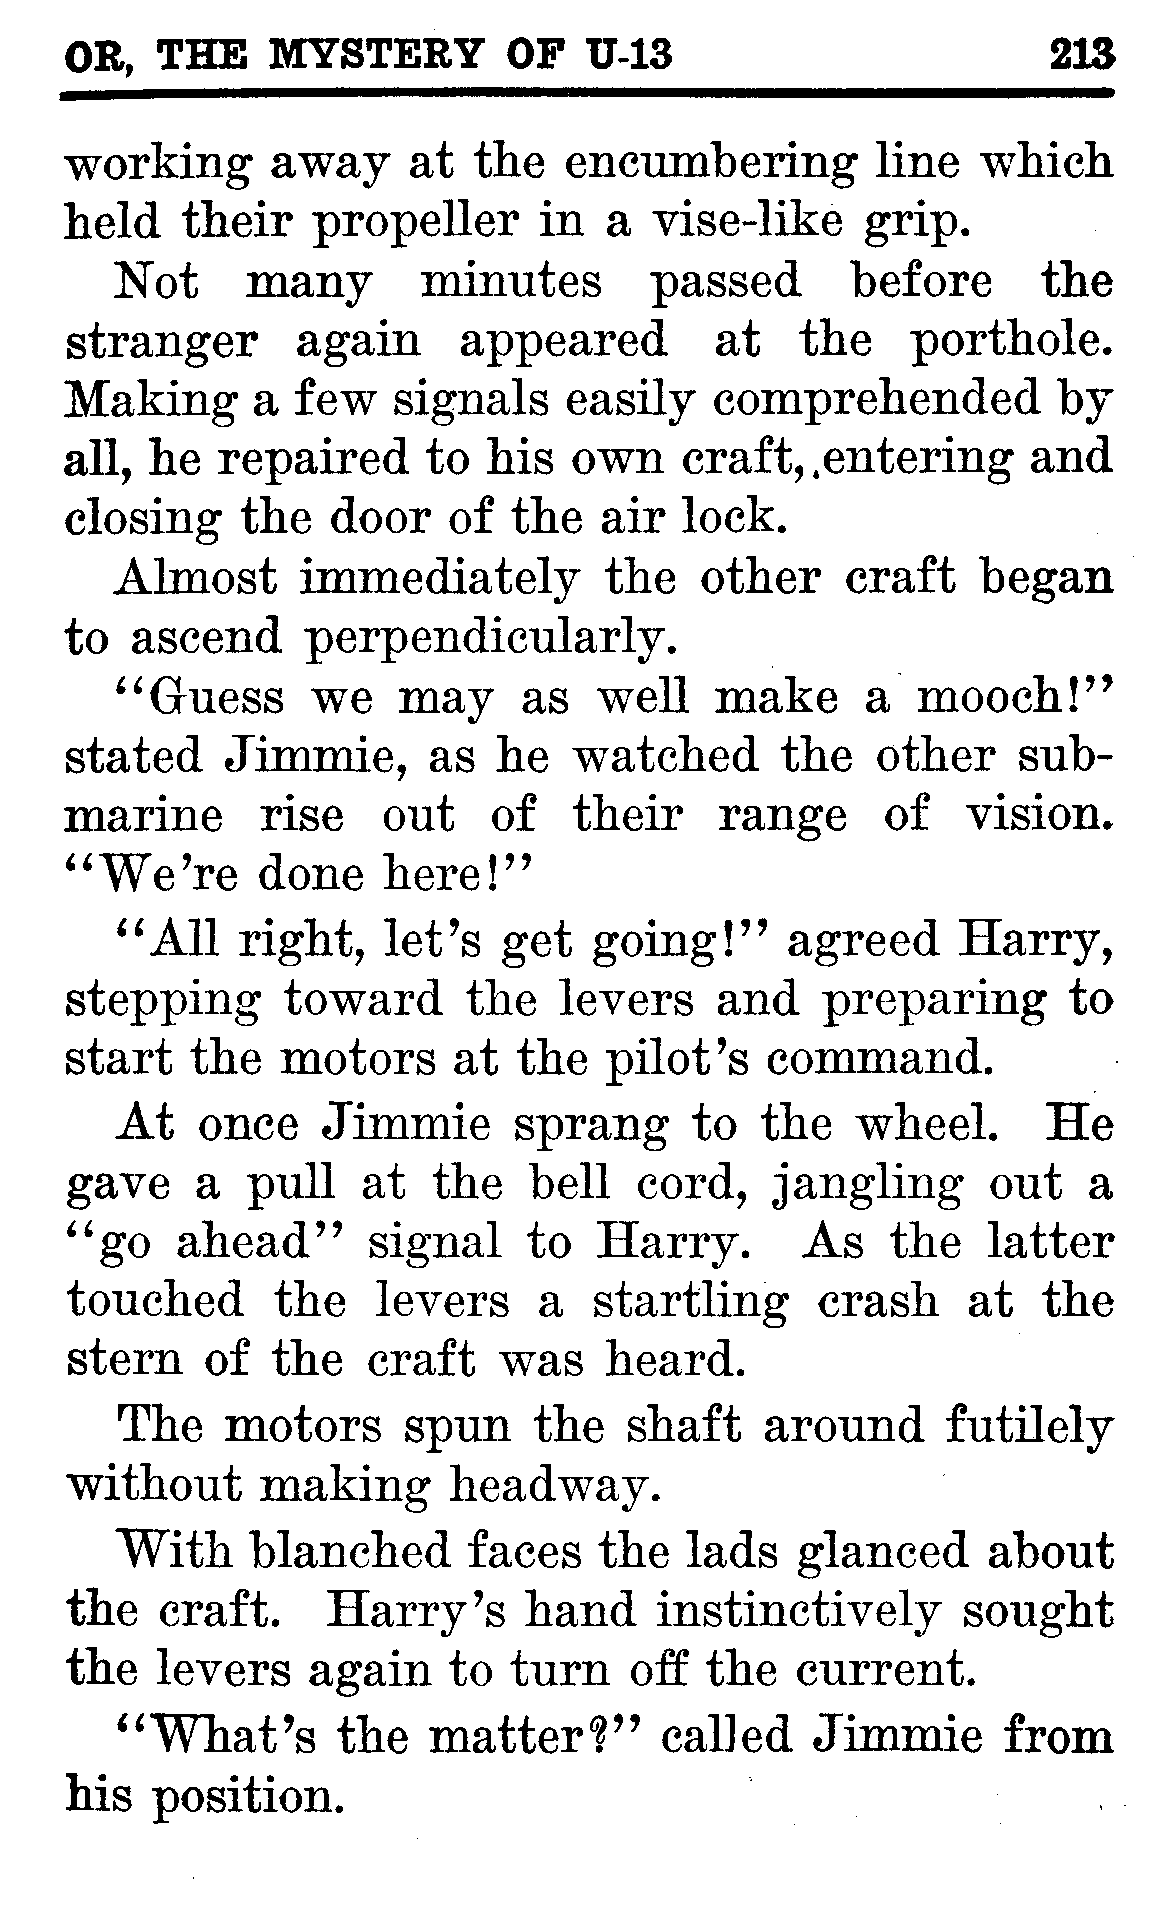 OR, THE MYSTERY OF U-13 213
working away at the encumbering line which
held their propeller in a vise-like grip.
Not many minutes passed before the
stranger again appeared at the porthole.
Making a few signals easily comprehended by
all, he repaired to his own craft, entering and
closing the door of the air lock.
Almost immediately the other craft began
to ascend perpendicularly.
“Guess we may as well make a mooch!”
stated Jimmie, as he watched the other sub-
marine rise out of their range of vision.
“We’re done here!”
“All right, let’s get going!” agreed Harry,
stepping toward the levers and preparing to
start the motors at the pilot’s command.
At once Jimmie sprang to the wheel. He
gave a pull at the bell cord, jangling out a
“go ahead” signal to Harry. As the latter
touched the levers a startling crash at the
stern of the craft was heard.
The motors spun the shaft around futilely
without making headway.
With blanched faces the lads glanced about
the craft. Harry’s hand instinctively sought
the levers again to turn off the current.
“What’s the matter?” called Jimmie from
his position.